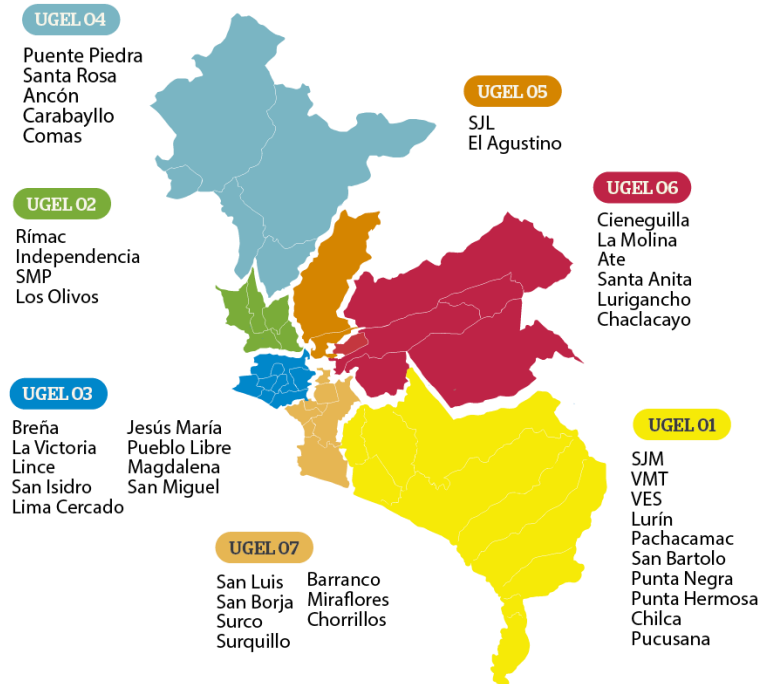 UGEL 04
Puente Piedra
Santa Rosa
Ancón
Carabayllo
Comas
UGEL 05
SJL
El Agustino
UGEL 06
Cieneguilla
La Molina
Ate
Santa Anita
Lurigancho
Chaclacayo
UGEL 02
Rímac
Independencia
SMP
Los Olivos
UGEL 03
Breña
La Victoria
Lince
San Isidro
Lima Cercado
Jesús María
Pueblo Libre
Magdalena
San Miguel
UGEL 01
SJM
VMT
VES
Lurín
Pachacamac
San Bartolo
Punta Negra
Punta Hermosa
Chilca
Pucusana
UGEL 07
San Luis
San Borja
Surco
Surquillo
Barranco
Miraflores
Chorrillos